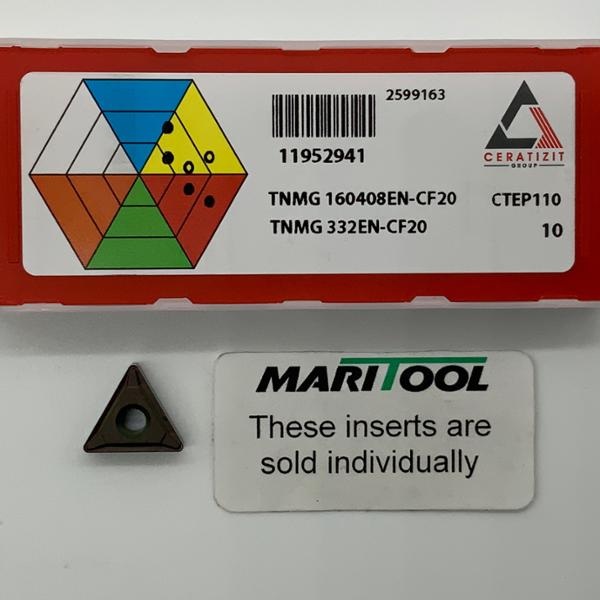 2599163
11952941
CERATIZIT
GROUP
TNMG 160408EN-CF20 CTEP110
TNMG 332EN-CF20 10
MARITOOL
These inserts are
sold individually